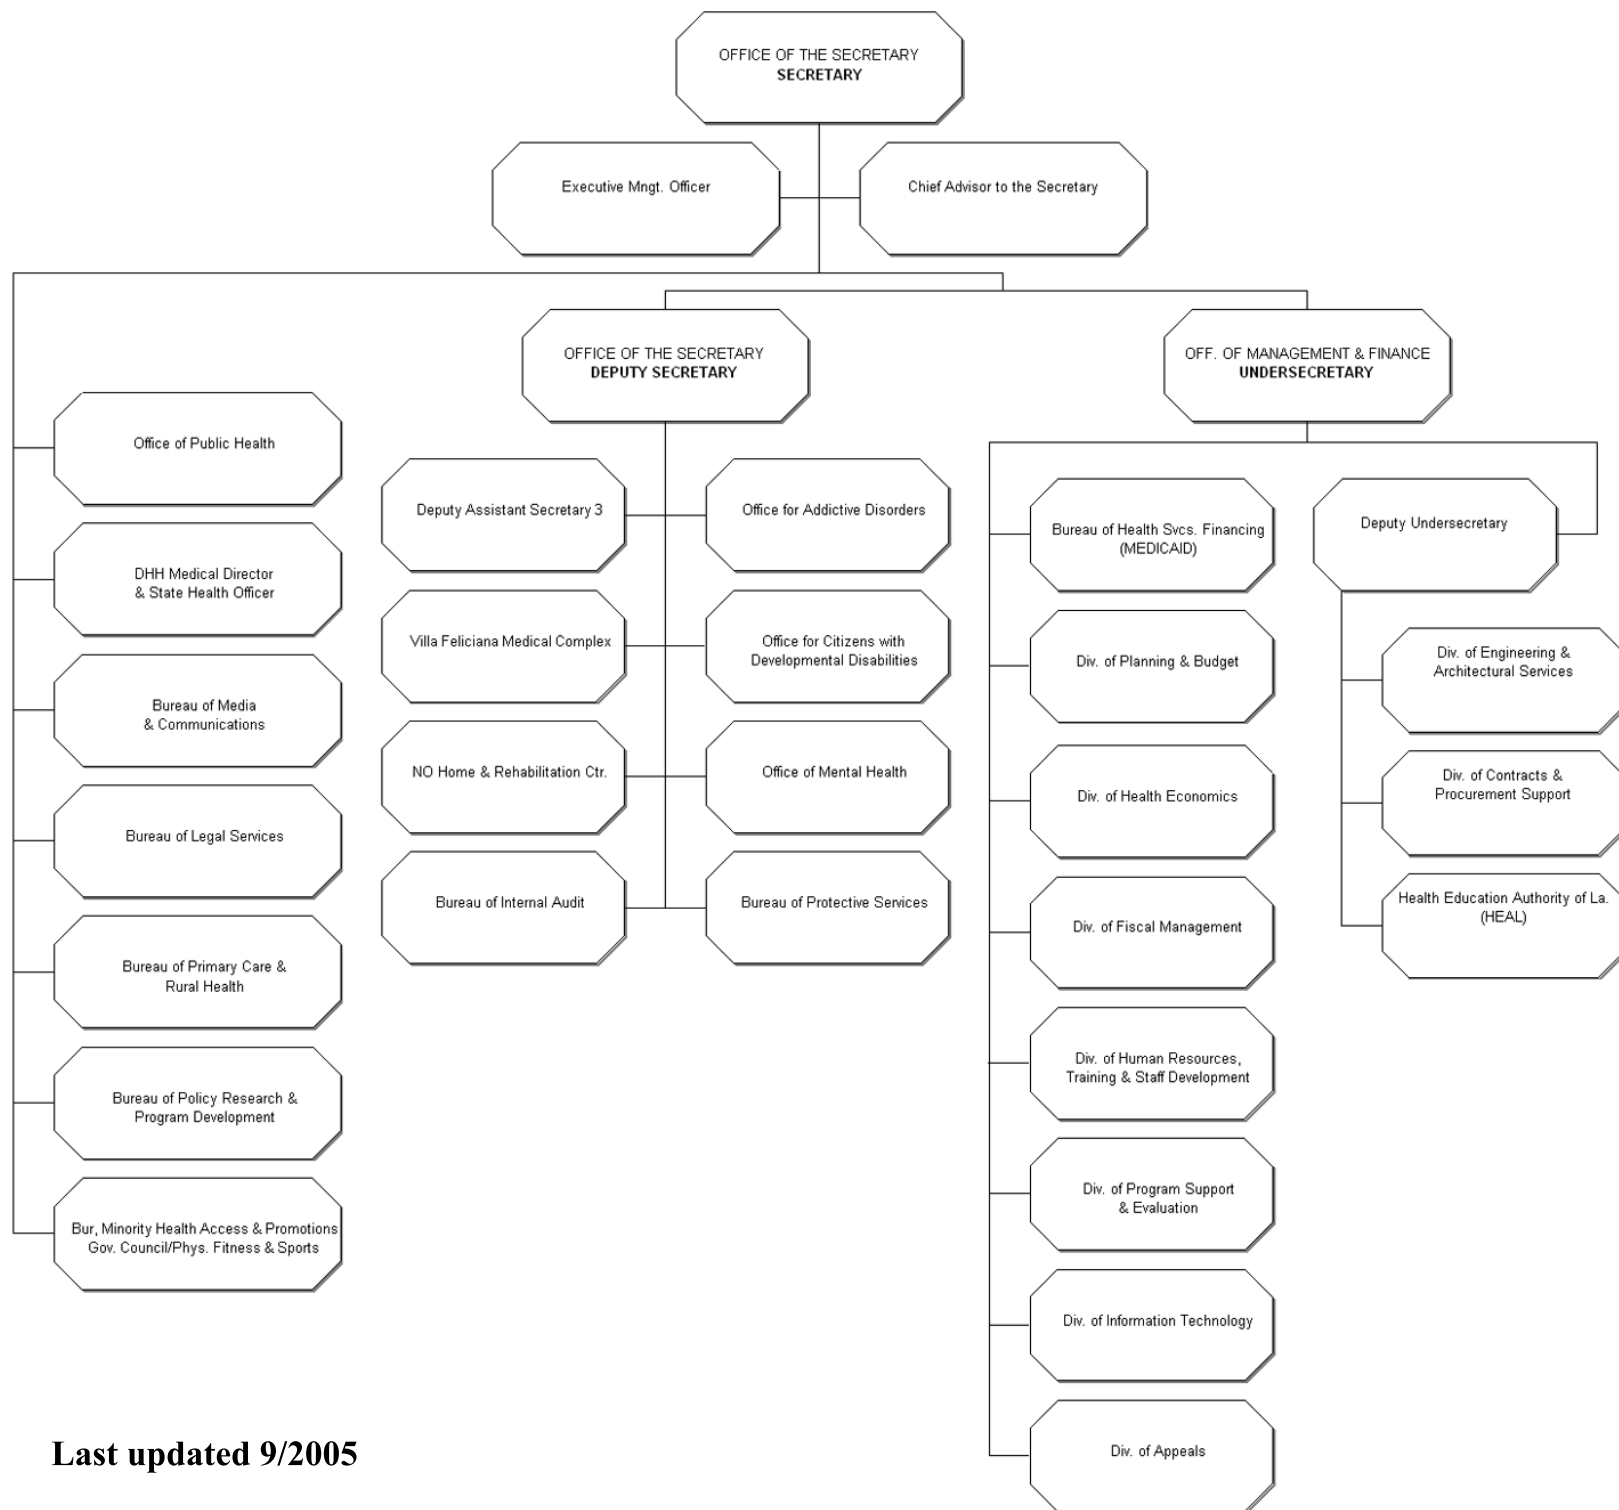 OFFICE OF THE SECRETARY
SECRETARY
Executive Mngt. Officer
Chief Advisor to the Secretary
OFFICE OF THE SECRETARY
DEPUTY SECRETARY
OFF. OF MANAGEMENT & FINANCE
UNDERSECRETARY
Office of Public Health
DHH Medical Director
& State Health Officer
Bureau of Media
& Communications
Bureau of Legal Services
Bureau of Primary Care &
Rural Health
Bureau of Policy Research &
Program Development
Bur, Minority Health Access & Promotions
Gov. Council/Phys. Fitness & Sports
Deputy Assistant Secretary 3
Office for Addictive Disorders
Villa Feliciana Medical Complex
Office for Citizens with
Developmental Disabilities
NO Home & Rehabilitation Ctr.
Office of Mental Health
Bureau of Internal Audit
Bureau of Protective Services
Bureau of Health Svcs. Financing
(MEDICAID)
Div. of Planning & Budget
Div. of Health Economics
Div. of Fiscal Management
Div. of Human Resources,
Training & Staff Development
Div. of Program Support
& Evaluation
Div. of Information Technology
Div. of Appeals
Deputy Undersecretary
Div. of Engineering &
Architectural Services
Div. of Contracts &
Procurement Support
Health Education Authority of La.
(HEAL)
Last updated 9/2005